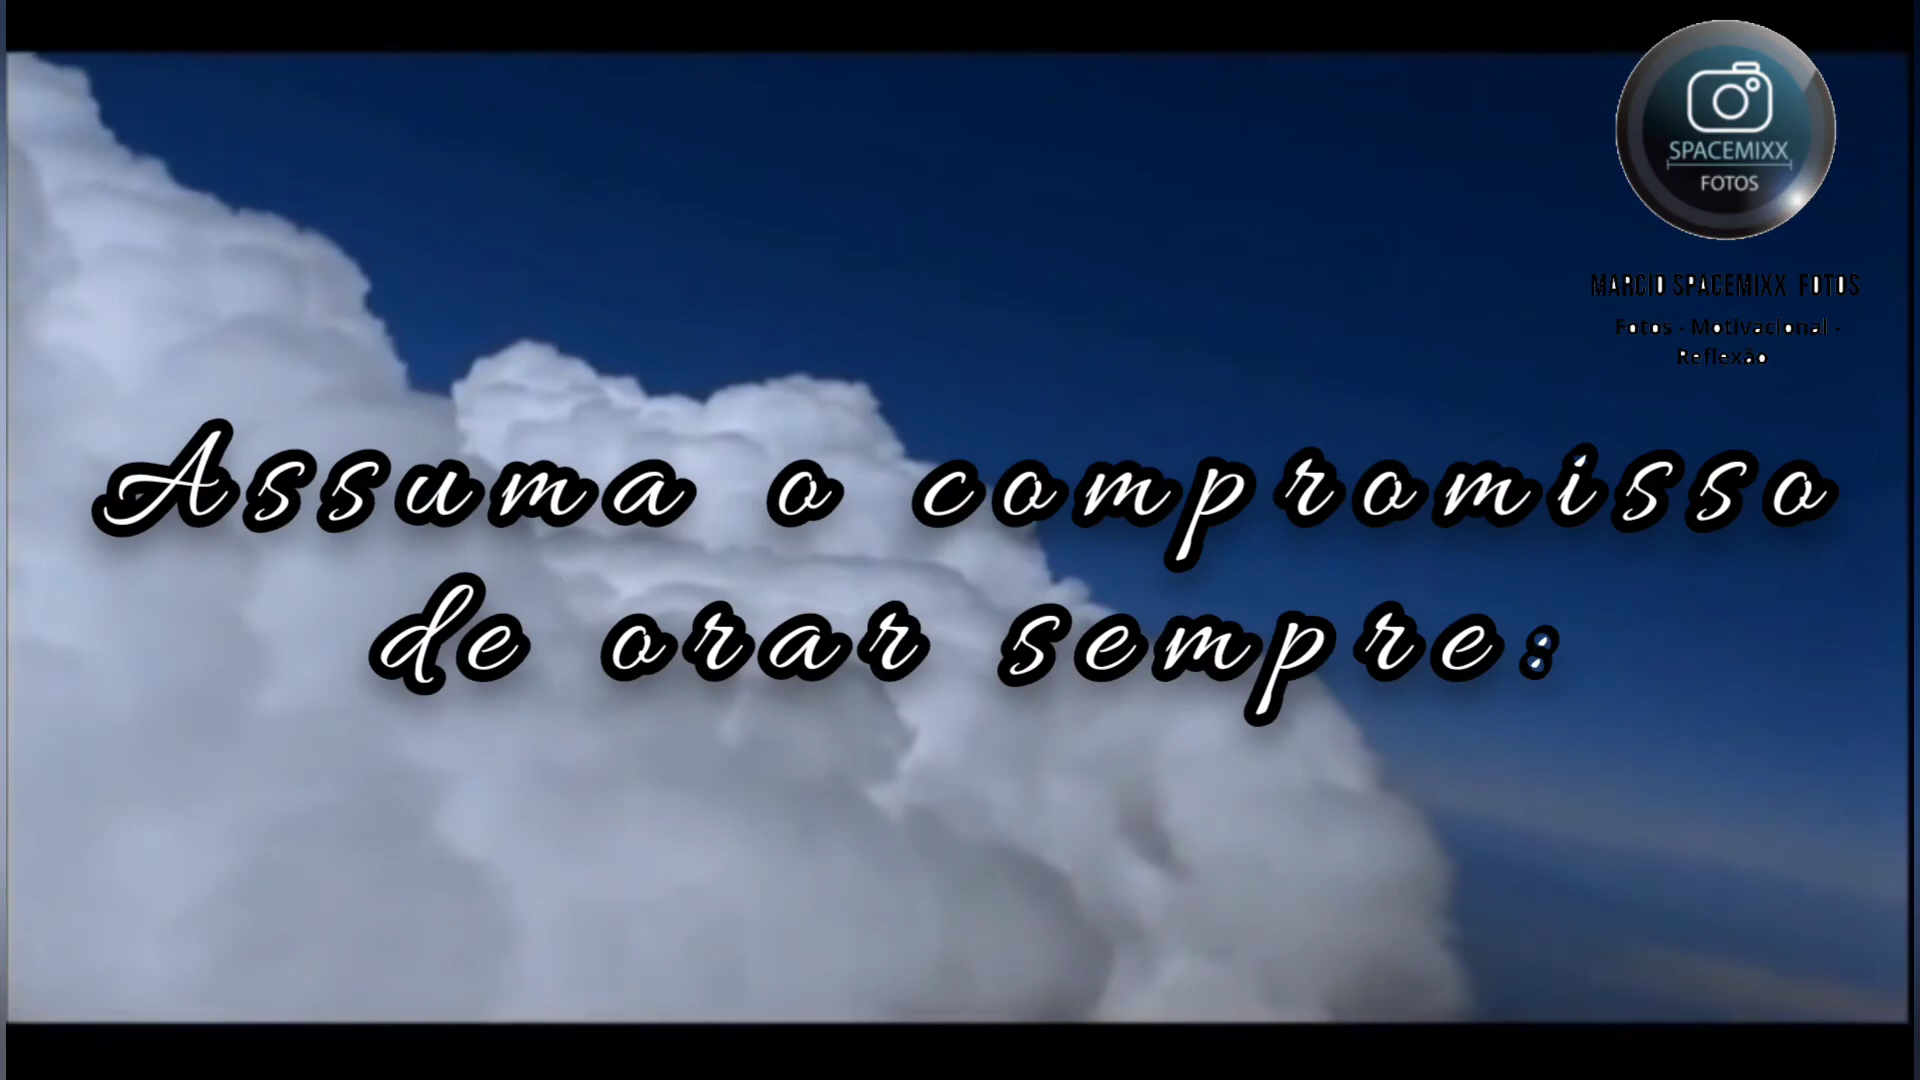 SPACEMIXX
FOTOS
MARCIO SPACEMIXX FOTOS
Fotos - Motivacional -
Reflexão
Assuma o compromisso
de orar sempre: